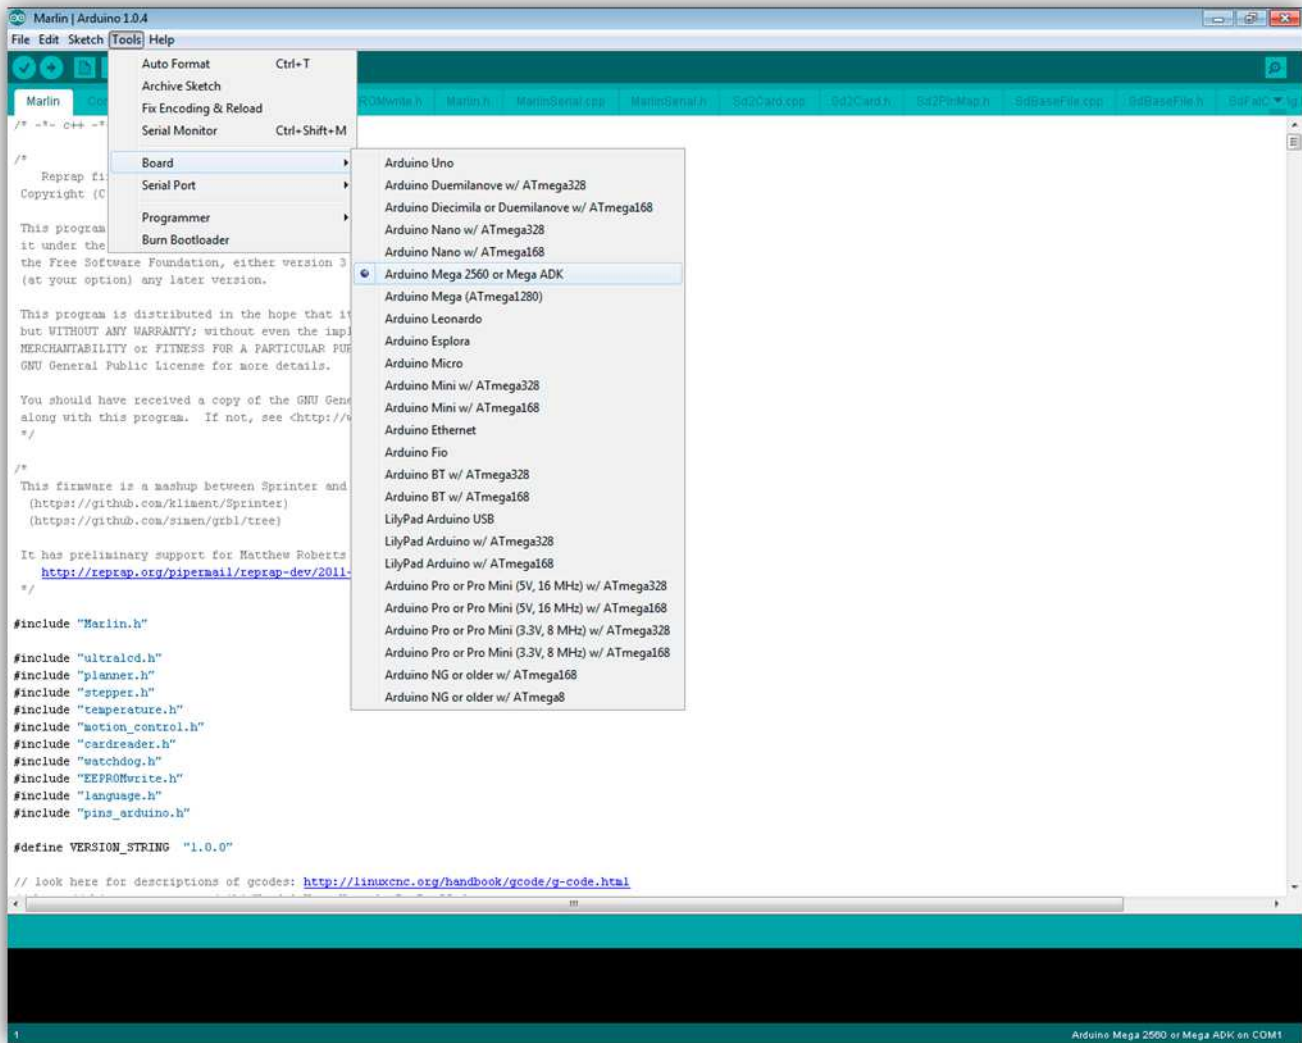 Marlin | Arduino 1.0.4
File Edit Sketch Tools Help
Auto Format Ctrl+T
Archive Sketch
Fix Encoding & Reload
Serial Monitor Ctrl+Shift+M
Board
Serial Port
Programmer
Burn Bootloader
Marlin ROMwrite.h Marlin.h MarlinSerial.cpp MarlinSerial.h Sd2Card.cpp Sd2Card.h Sd2PinMap.h SdBaseFile.cpp SdBaseFile.h SdFatC
Arduino Uno
Arduino Duemilanove w/ ATmega328
Arduino Diecimila or Duemilanove w/ ATmega168
Arduino Nano w/ ATmega328
Arduino Nano w/ ATmega168
Arduino Mega 2560 or Mega ADK
Arduino Mega (ATmega1280)
Arduino Leonardo
Arduino Esplora
Arduino Micro
Arduino Mini w/ ATmega328
Arduino Mini w/ ATmega168
Arduino Ethernet
Arduino Fio
Arduino BT w/ ATmega328
Arduino BT w/ ATmega168
LilyPad Arduino USB
LilyPad Arduino w/ ATmega328
LilyPad Arduino w/ ATmega168
Arduino Pro or Pro Mini (5V, 16 MHz) w/ ATmega328
Arduino Pro or Pro Mini (5V, 16 MHz) w/ ATmega168
Arduino Pro or Pro Mini (3.3V, 8 MHz) w/ ATmega328
Arduino Pro or Pro Mini (3.3V, 8 MHz) w/ ATmega168
Arduino NG or older w/ ATmega168
Arduino NG or older w/ ATmega8
/* -*- c++ -*
/*
Reprap fi
Copyright (C
This program
it under the
the Free Software Foundation, either version 3
(at your option) any later version.
This program is distributed in the hope that it
but WITHOUT ANY WARRANTY; without even the impl
MERCHANTABILITY or FITNESS FOR A PARTICULAR PUR
GNU General Public License for more details.
You should have received a copy of the GNU Gene
along with this program. If not, see <http://w
*/
/*
This firmware is a mashup between Sprinter and
(https://github.com/kliment/Sprinter)
(https://github.com/simen/grbl/tree)
It has preliminary support for Matthew Roberts
http://reprap.org/pipermail/reprap-dev/2011-
*/
#include "Marlin.h"
#include "ultralcd.h"
#include "planner.h"
#include "stepper.h"
#include "temperature.h"
#include "motion_control.h"
#include "cardreader.h"
#include "watchdog.h"
#include "EEPROMwrite.h"
#include "language.h"
#include "pins_arduino.h"
#define VERSION_STRING "1.0.0"
// look here for descriptions of gcodes: http://linuxcnc.org/handbook/gcode/g-code.html
1
Arduino Mega 2560 or Mega ADK on COM1